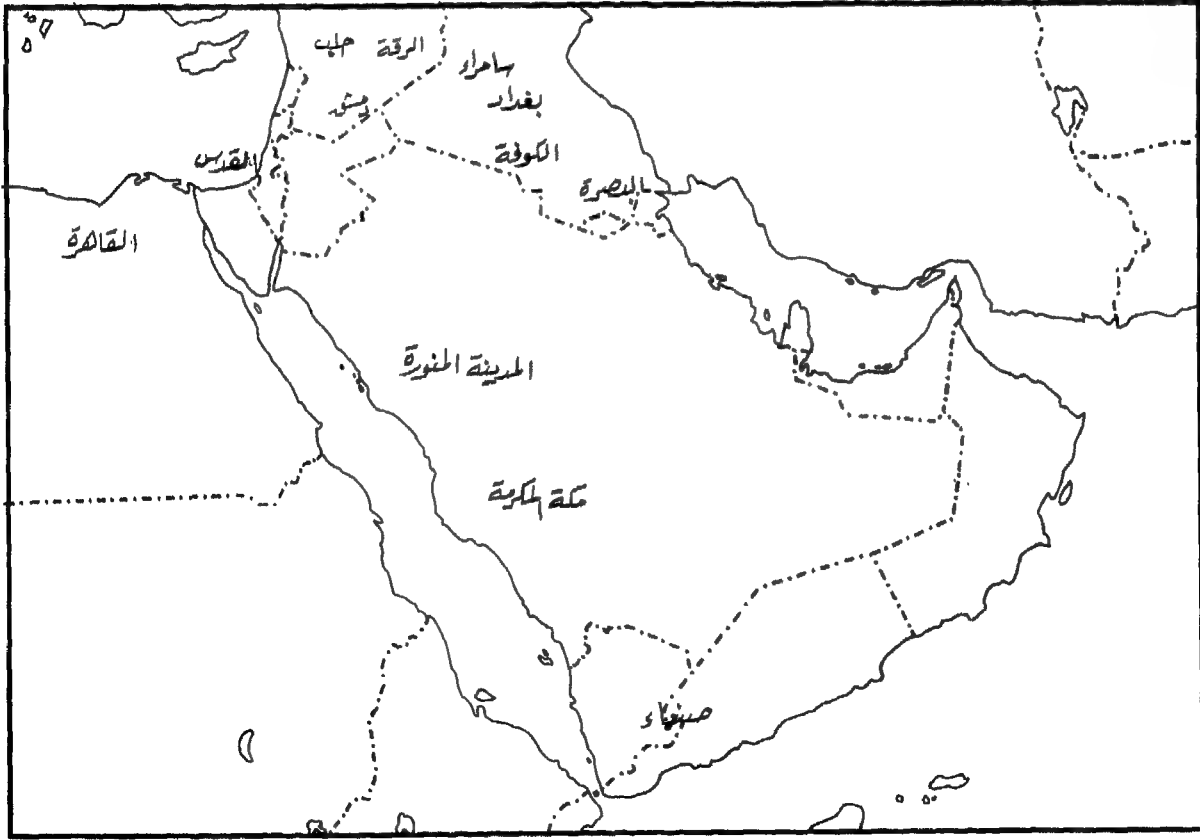 حلب
الرقة
سامراء
بغداد
دمشق
الكوفة
القدس
البصرة
القاهرة
المدينة المنورة
مكة المكرمة
صنعاء